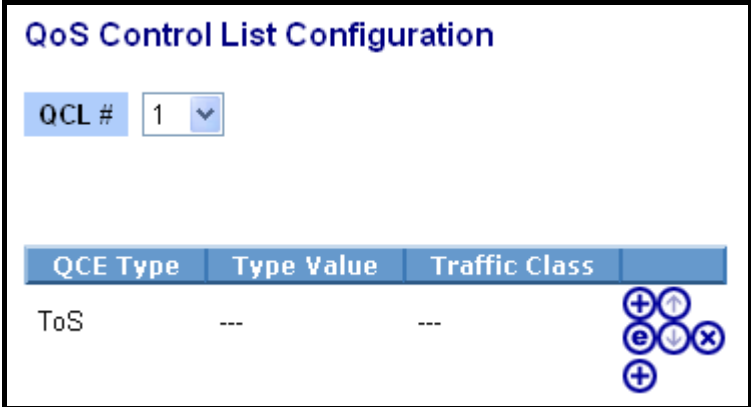 QoS Control List Configuration
QCL # 1
QCE Type Type Value Traffic Class
ToS --- ---
e